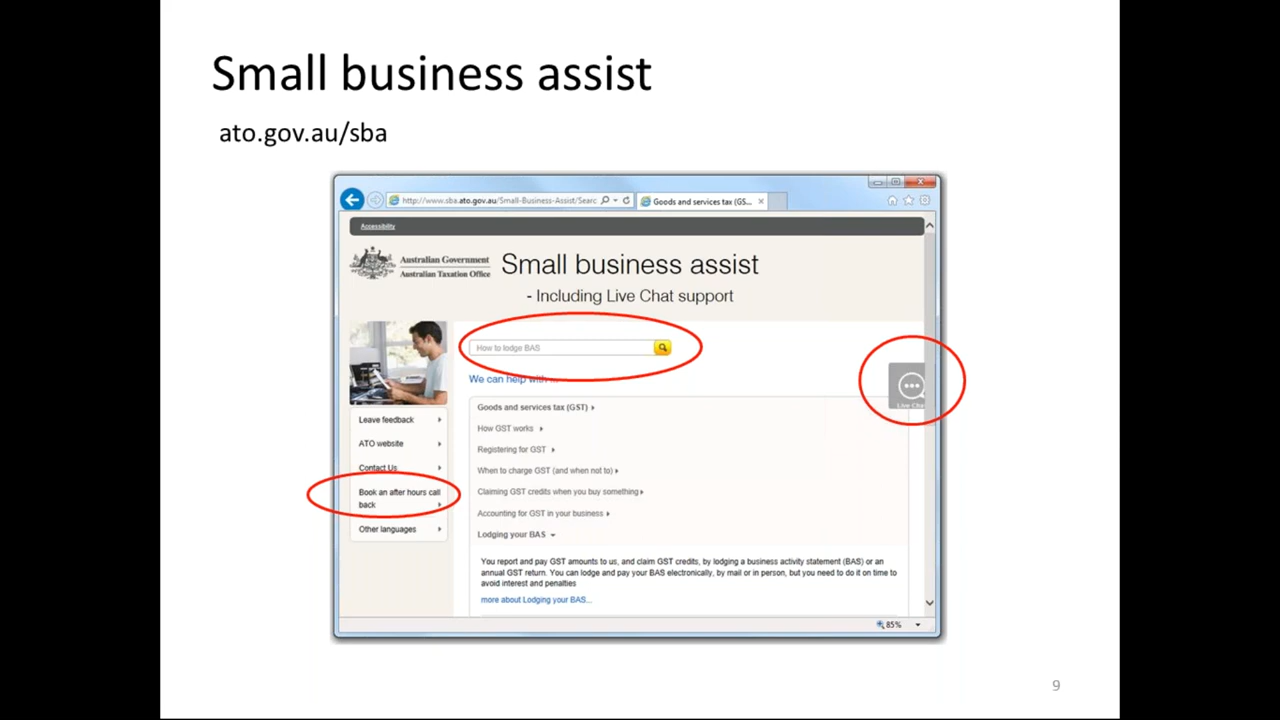 Small business assist
ato.gov.au/sba
http://www.sba.ato.gov.au/Small-Business-Assist/Searc
Goods and services tax (GS...
Accessibility
Australian Government
Australian Taxation Office
Small business assist
- Including Live Chat support
How to lodge BAS
We can help with ...
Live Cha
Leave feedback
ATO website
Contact Us
Book an after hours call
back
Other languages
Goods and services tax (GST)
How GST works
Registering for GST
When to charge GST (and when not to)
Claiming GST credits when you buy something
Accounting for GST in your business
Lodging your BAS
You report and pay GST amounts to us, and claim GST credits, by lodging a business activity statement (BAS) or an
annual GST return. You can lodge and pay your BAS electronically, by mail or in person, but you need to do it on time to
avoid interest and penalties
more about Lodging your BAS...
85%
9